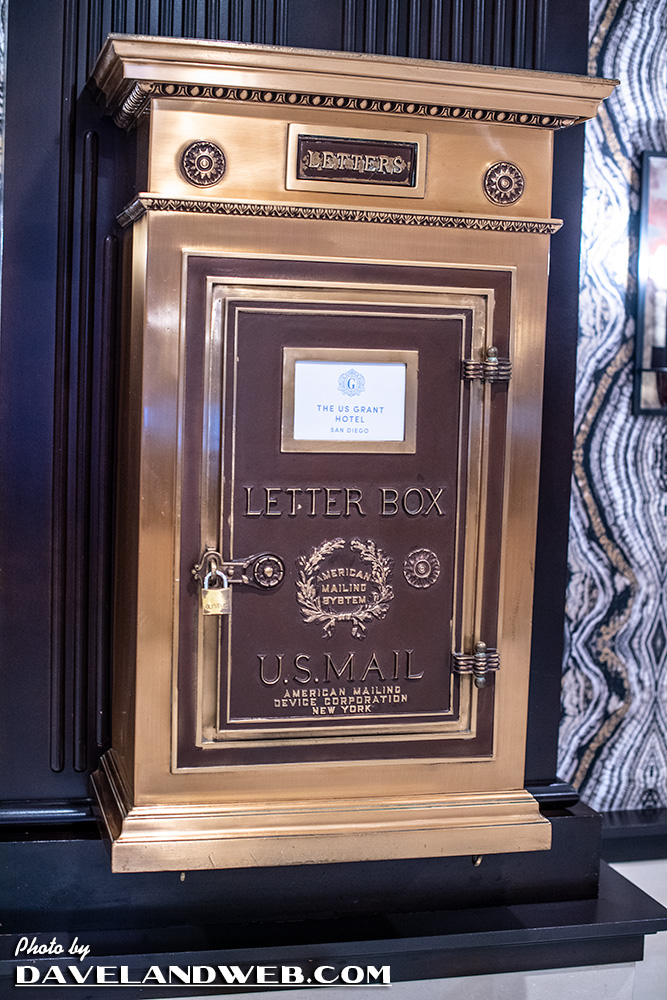 LETTERS
G
THE US GRANT
HOTEL
SAN DIEGO
LETTER BOX
AMERICAN
MAILING
SYSTEM
U.S. MAIL
AMERICAN MAILING
DEVICE CORPORATION
NEW YORK
Photo by
DAVELANDWEB.COM